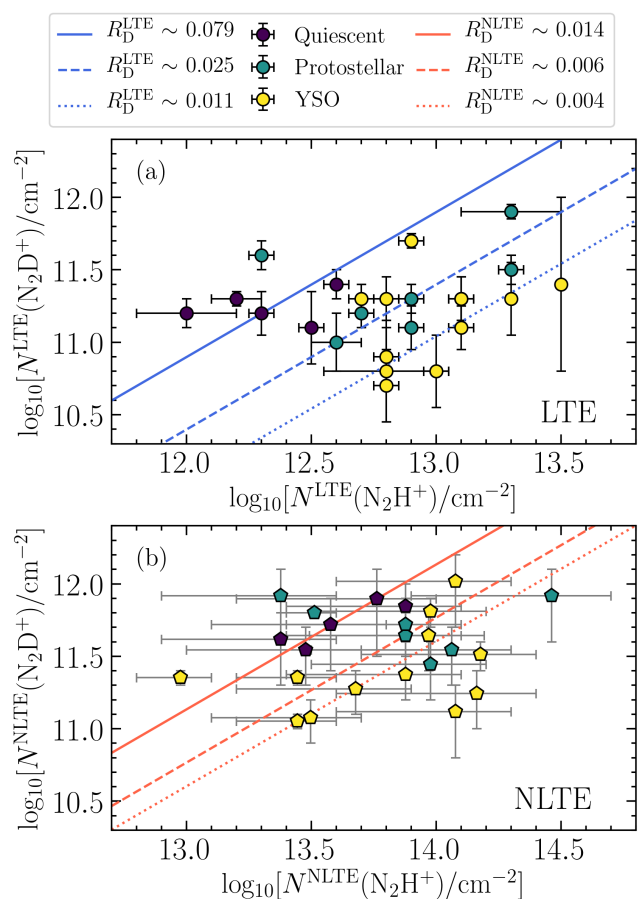 R_D^LTE ~ 0.079 Quiescent R_D^NLTE ~ 0.014
R_D^LTE ~ 0.025 Protostellar R_D^NLTE ~ 0.006
R_D^LTE ~ 0.011 YSO R_D^NLTE ~ 0.004
(a)
log₁₀[N^LTE(N₂D⁺)/cm⁻²]
12.0
11.5
11.0
10.5
LTE
12.0 12.5 13.0 13.5
log₁₀[N^LTE(N₂H⁺)/cm⁻²]
(b)
log₁₀[N^NLTE(N₂D⁺)/cm⁻²]
12.0
11.5
11.0
10.5
NLTE
13.0 13.5 14.0 14.5
log₁₀[N^NLTE(N₂H⁺)/cm⁻²]